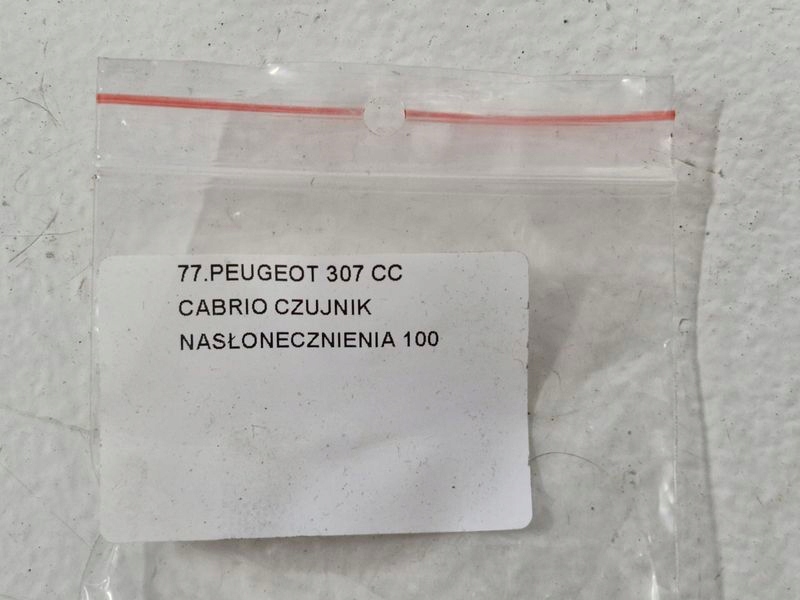 77.PEUGEOT 307 CC
CABRIO CZUJNIK
NASŁONECZNIENIA 100